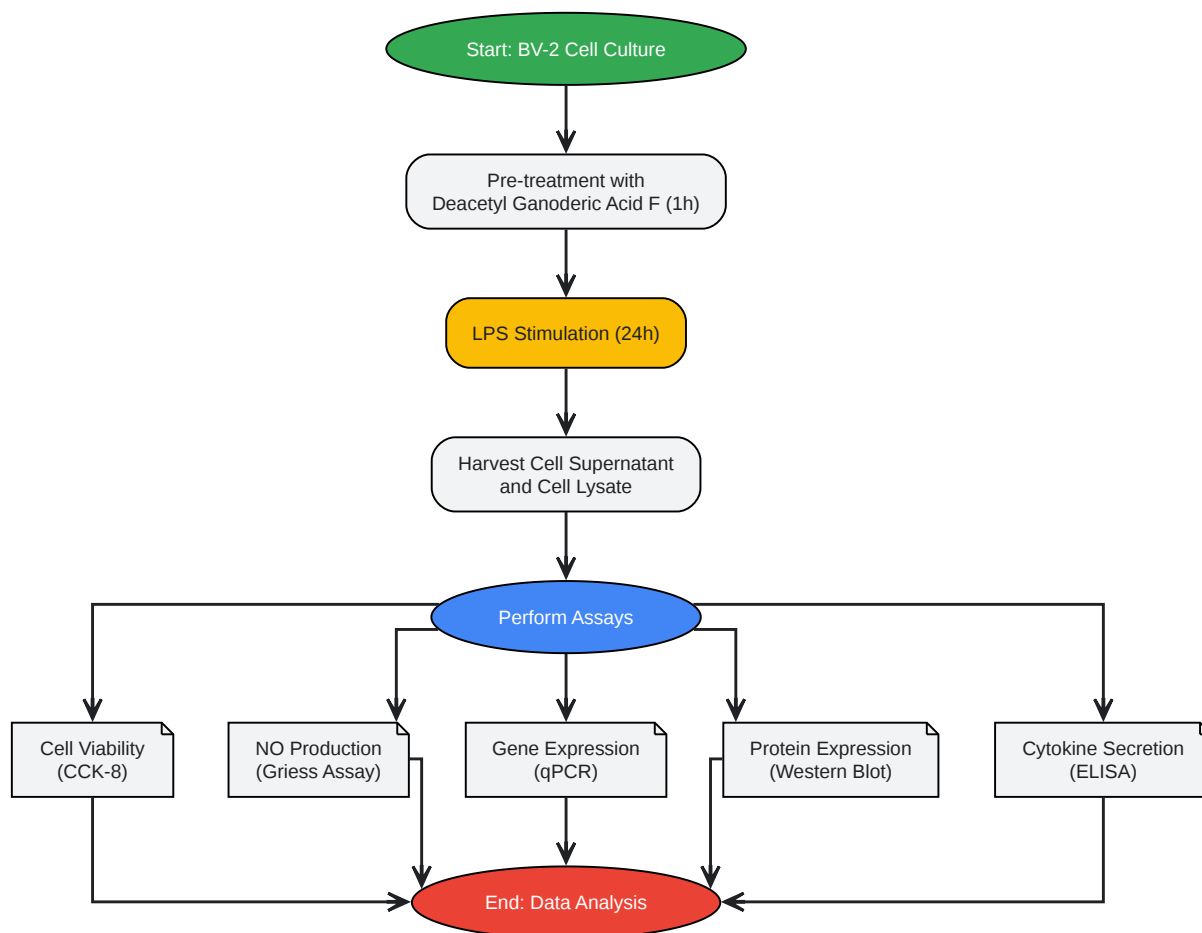 Start: BV-2 Cell Culture
Pre-treatment with
Deacetyl Ganoderic Acid F (1h)
LPS Stimulation (24h)
Harvest Cell Supernatant
and Cell Lysate
Perform Assays
Cell Viability
(CCK-8)
NO Production
(Griess Assay)
Gene Expression
(qPCR)
Protein Expression
(Western Blot)
Cytokine Secretion
(ELISA)
End: Data Analysis